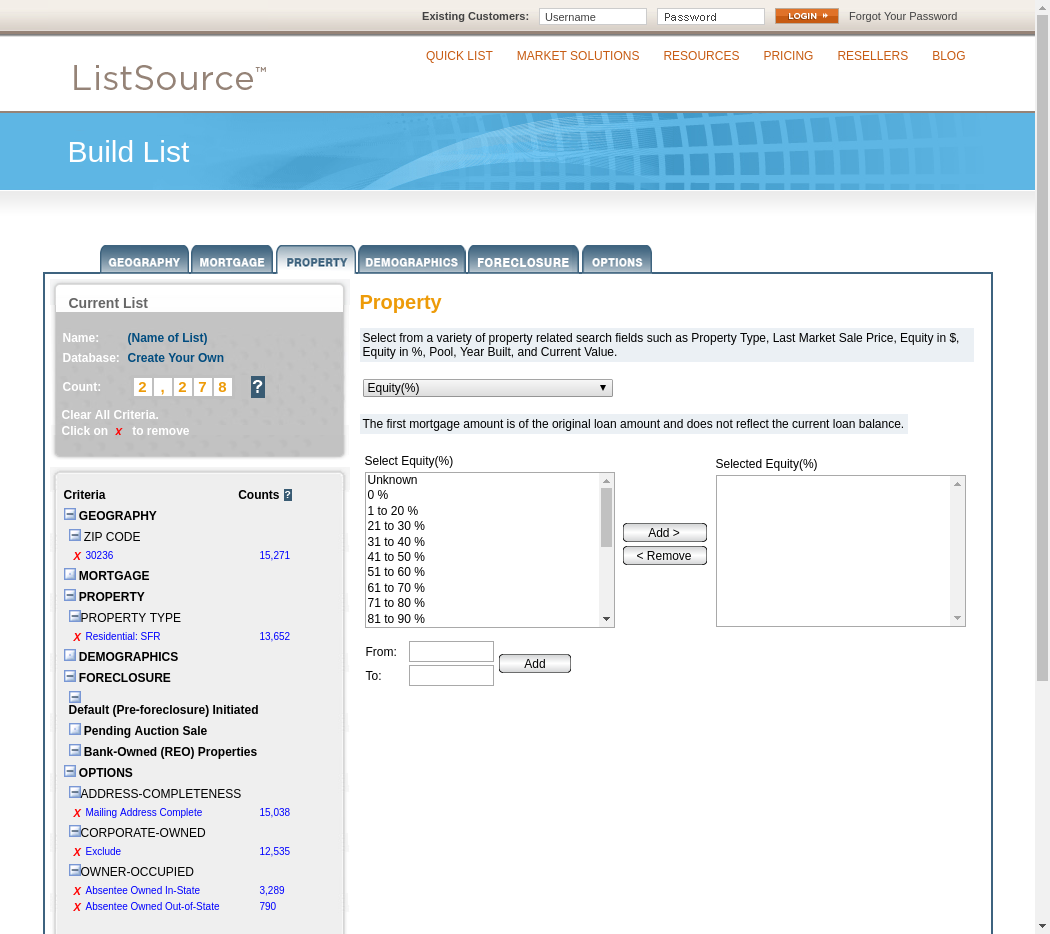 Existing Customers: Username Password LOGIN Forgot Your Password
QUICK LIST MARKET SOLUTIONS RESOURCES PRICING RESELLERS BLOG
ListSource™
Build List
GEOGRAPHY MORTGAGE PROPERTY DEMOGRAPHICS FORECLOSURE OPTIONS
Current List
Name: (Name of List)
Database: Create Your Own
Count: 2,278 ?
Clear All Criteria.
Click on x to remove
Criteria Counts ?
GEOGRAPHY
ZIP CODE
X 30236 15,271
MORTGAGE
PROPERTY
PROPERTY TYPE
X Residential: SFR 13,652
DEMOGRAPHICS
FORECLOSURE
Default (Pre-foreclosure) Initiated
Pending Auction Sale
Bank-Owned (REO) Properties
OPTIONS
ADDRESS-COMPLETENESS
X Mailing Address Complete 15,038
CORPORATE-OWNED
X Exclude 12,535
OWNER-OCCUPIED
X Absentee Owned In-State 3,289
X Absentee Owned Out-of-State 790
Property
Select from a variety of property related search fields such as Property Type, Last Market Sale Price, Equity in $,
Equity in %, Pool, Year Built, and Current Value.
Equity(%)
The first mortgage amount is of the original loan amount and does not reflect the current loan balance.
Select Equity(%)
Unknown
0 %
1 to 20 %
21 to 30 %
31 to 40 %
41 to 50 %
51 to 60 %
61 to 70 %
71 to 80 %
81 to 90 %
Add >
< Remove
Selected Equity(%)
From:
To:
Add